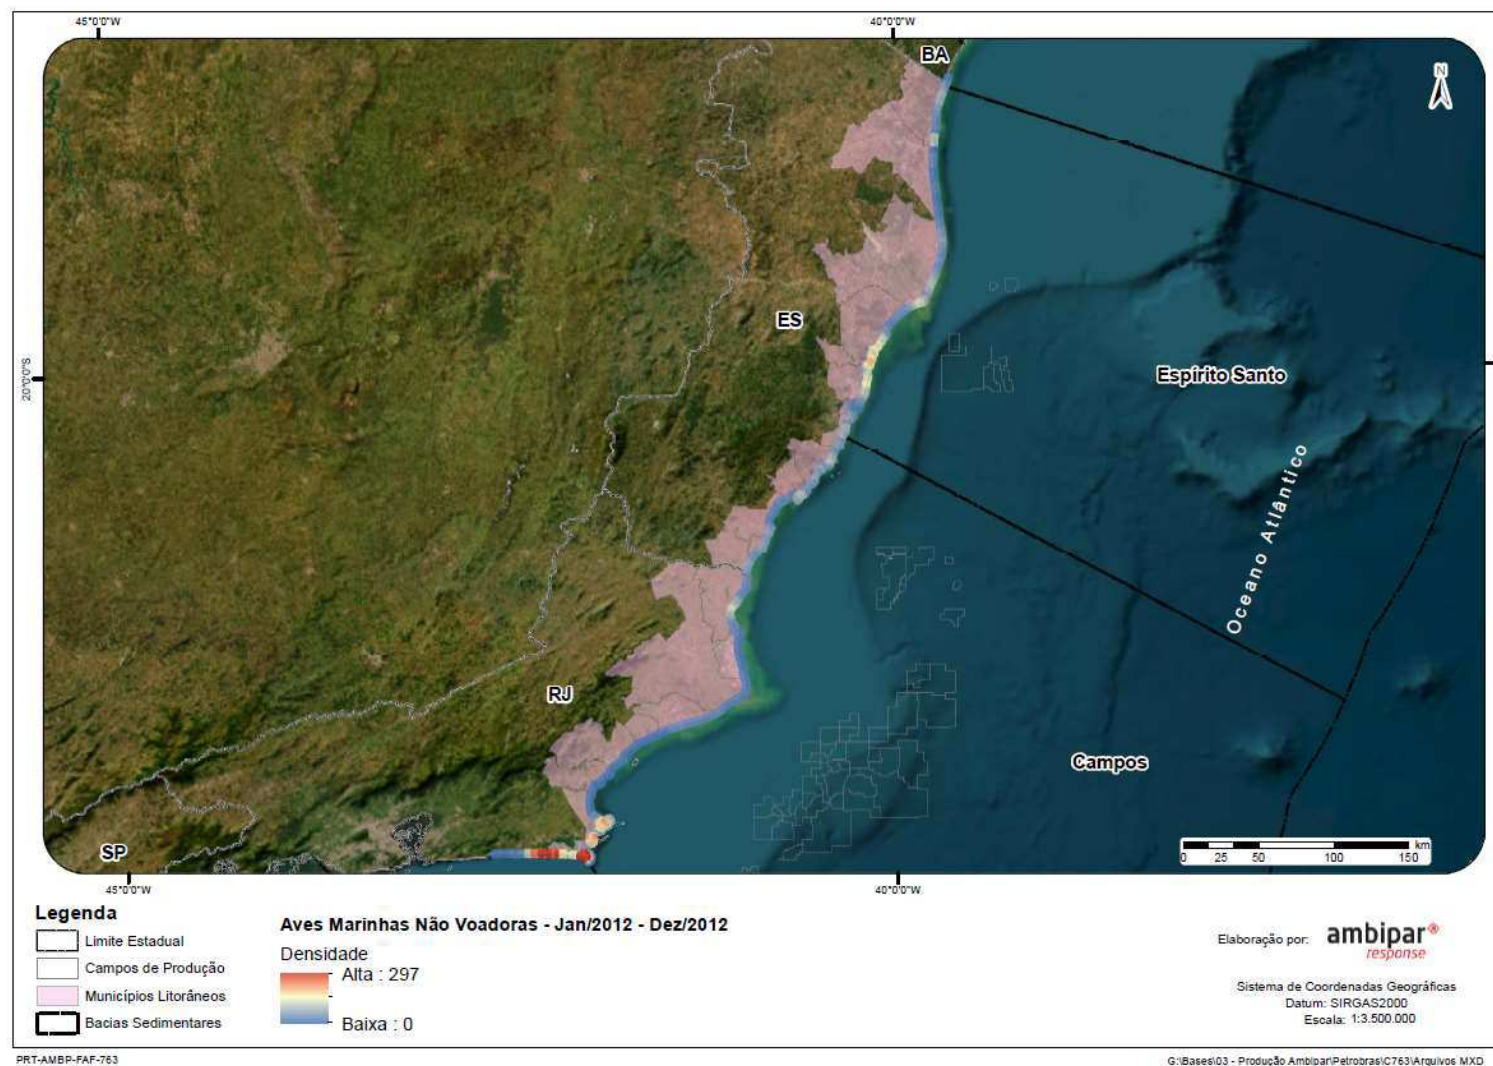 45°0'0"W
40°0'0"W
BA
N
ES
20°0'0"S
Espírito Santo
Oceano Atlântico
RJ
Campos
SP
km
0 25 50 100 150
45°0'0"W
40°0'0"W
Legenda
Limite Estadual
Campos de Produção
Municípios Litorâneos
Bacias Sedimentares
Aves Marinhas Não Voadoras - Jan/2012 - Dez/2012
Densidade
Alta : 297
Baixa : 0
Elaboração por:
ambipar®
response
Sistema de Coordenadas Geográficas
Datum: SIRGAS2000
Escala: 1:3.500.000
PRT-AMBP-FAF-763
G:\Bases\03 - Produção Ambipar\Petrobras\C763\Arquivos MXD